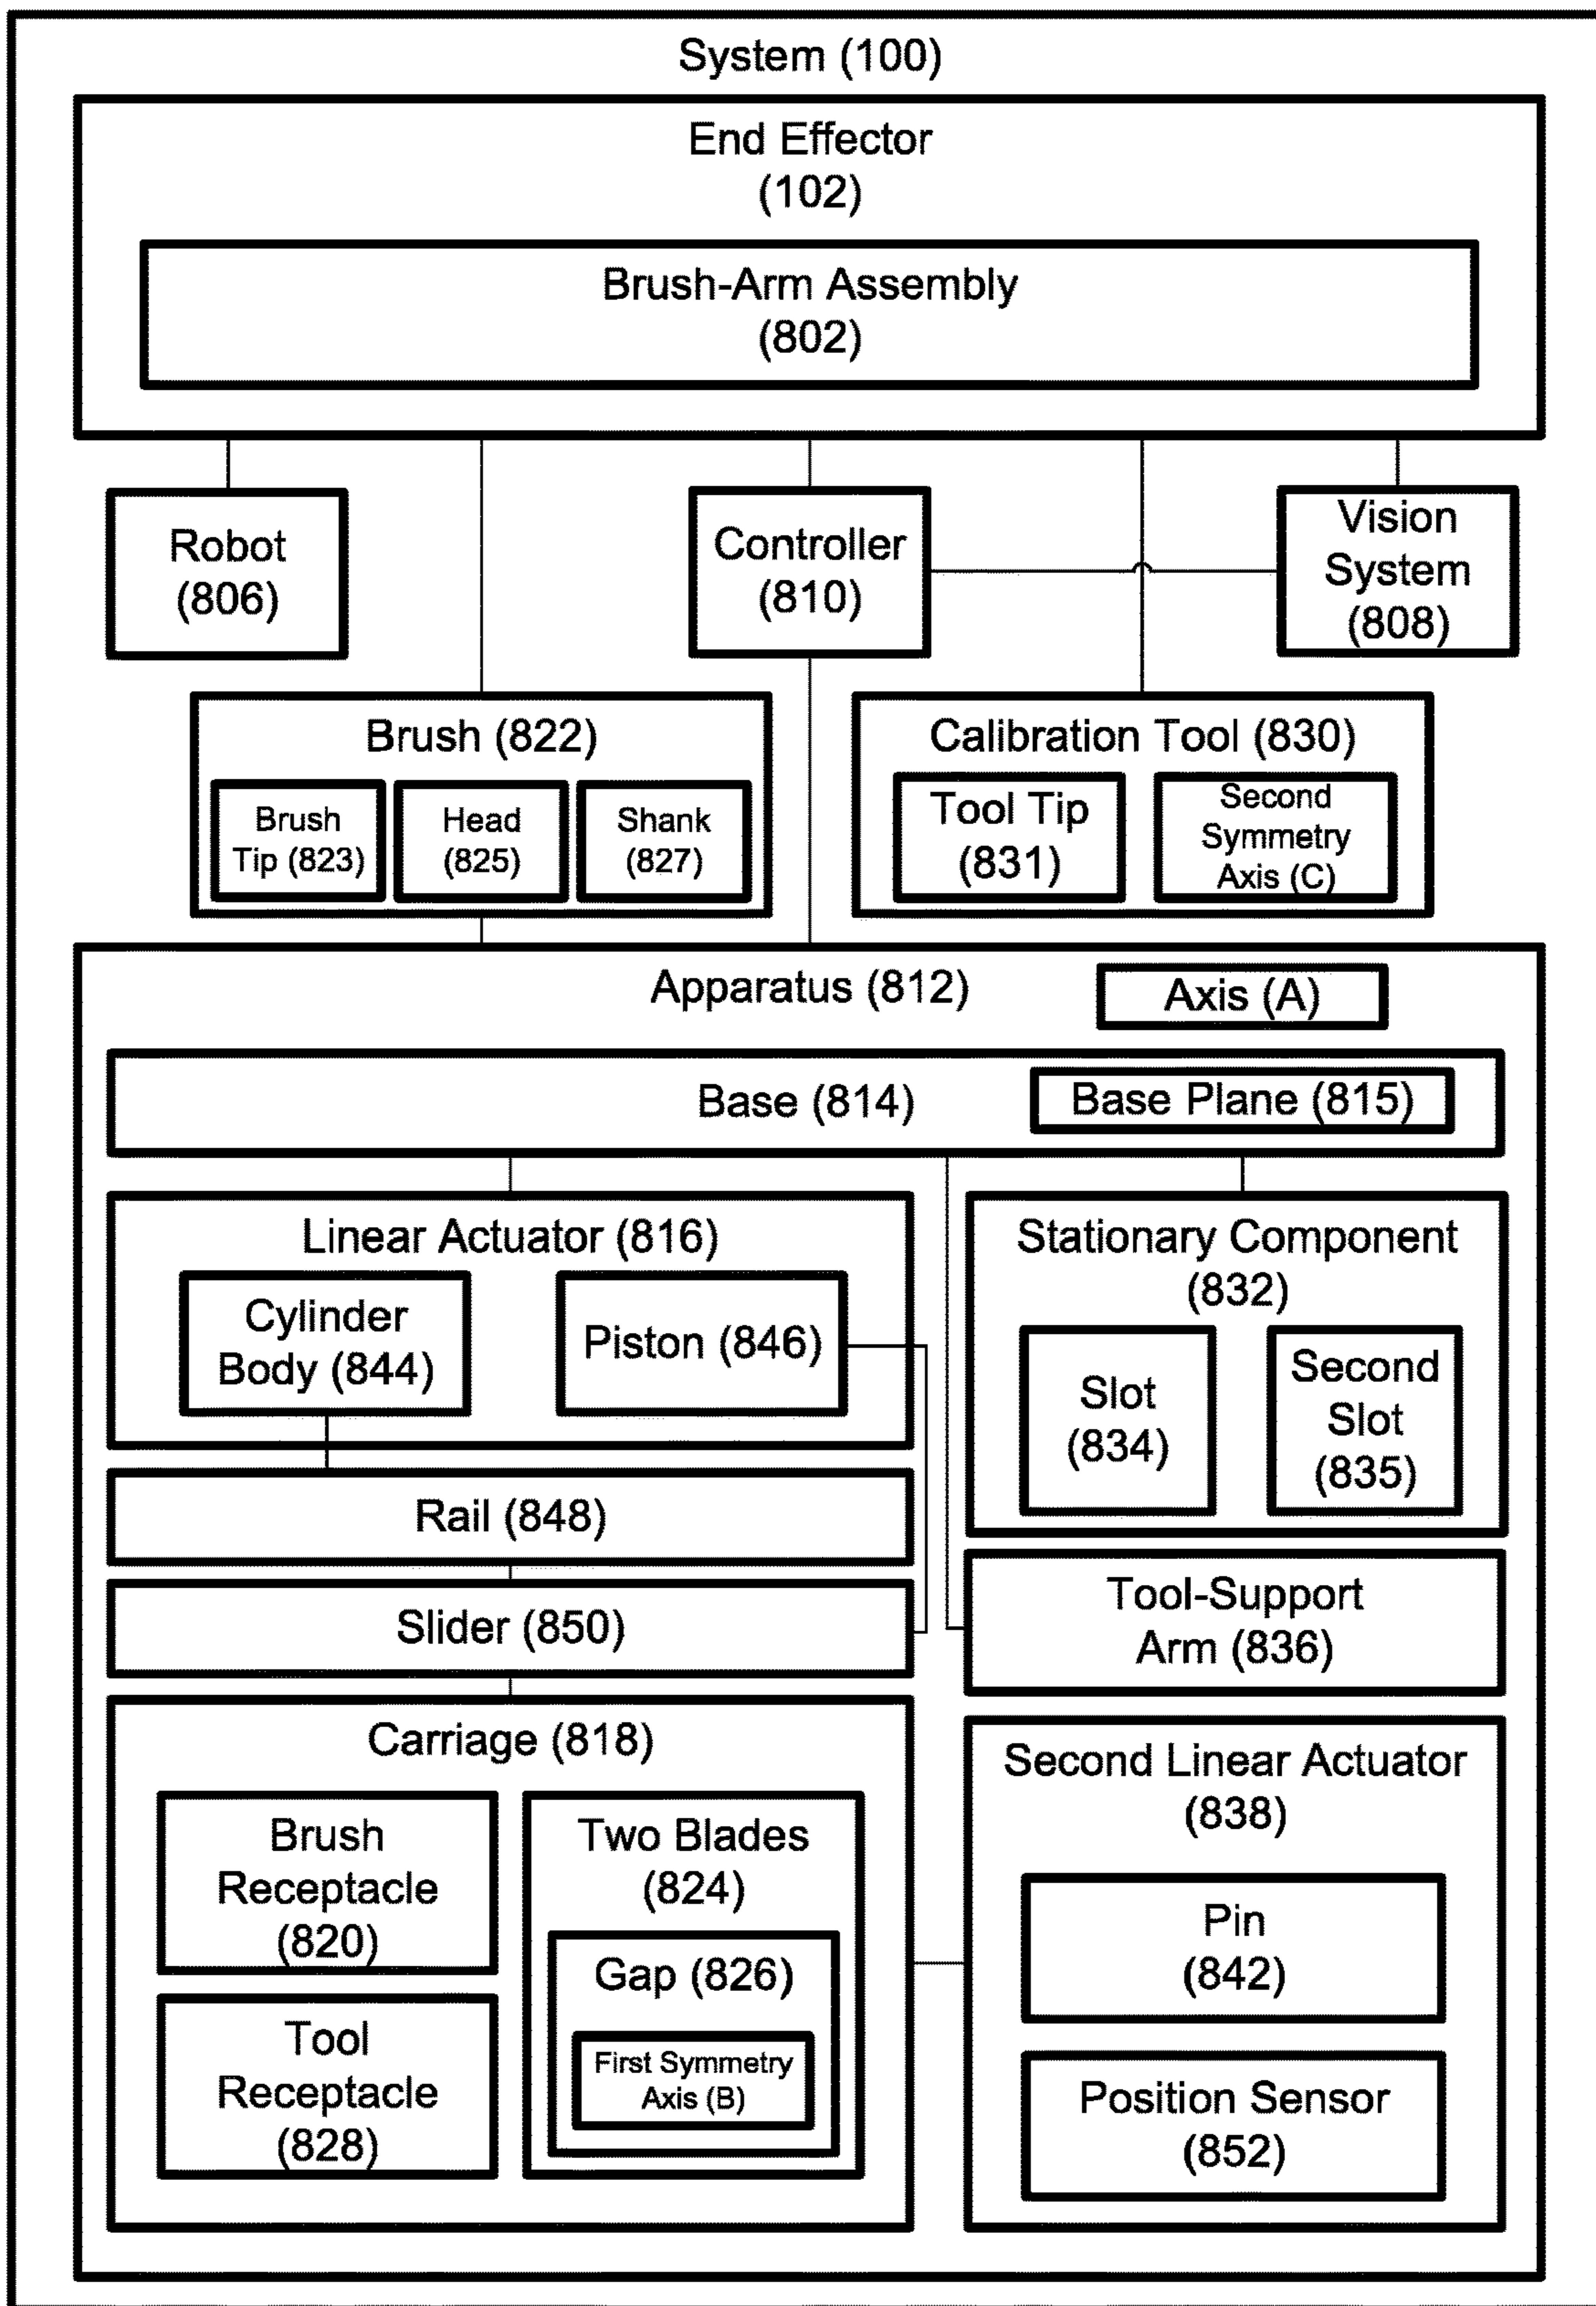 System (100)
End Effector
(102)
Brush-Arm Assembly
(802)
Robot
(806)
Controller
(810)
Vision
System
(808)
Brush (822)
Brush
Tip (823)
Head
(825)
Shank
(827)
Calibration Tool (830)
Tool Tip
(831)
Second
Symmetry
Axis (C)
Apparatus (812)
Axis (A)
Base (814)
Base Plane (815)
Linear Actuator (816)
Cylinder
Body (844)
Piston (846)
Stationary Component
(832)
Slot
(834)
Second
Slot
(835)
Rail (848)
Slider (850)
Tool-Support
Arm (836)
Carriage (818)
Brush
Receptacle
(820)
Tool
Receptacle
(828)
Two Blades
(824)
Gap (826)
First Symmetry
Axis (B)
Second Linear Actuator
(838)
Pin
(842)
Position Sensor
(852)